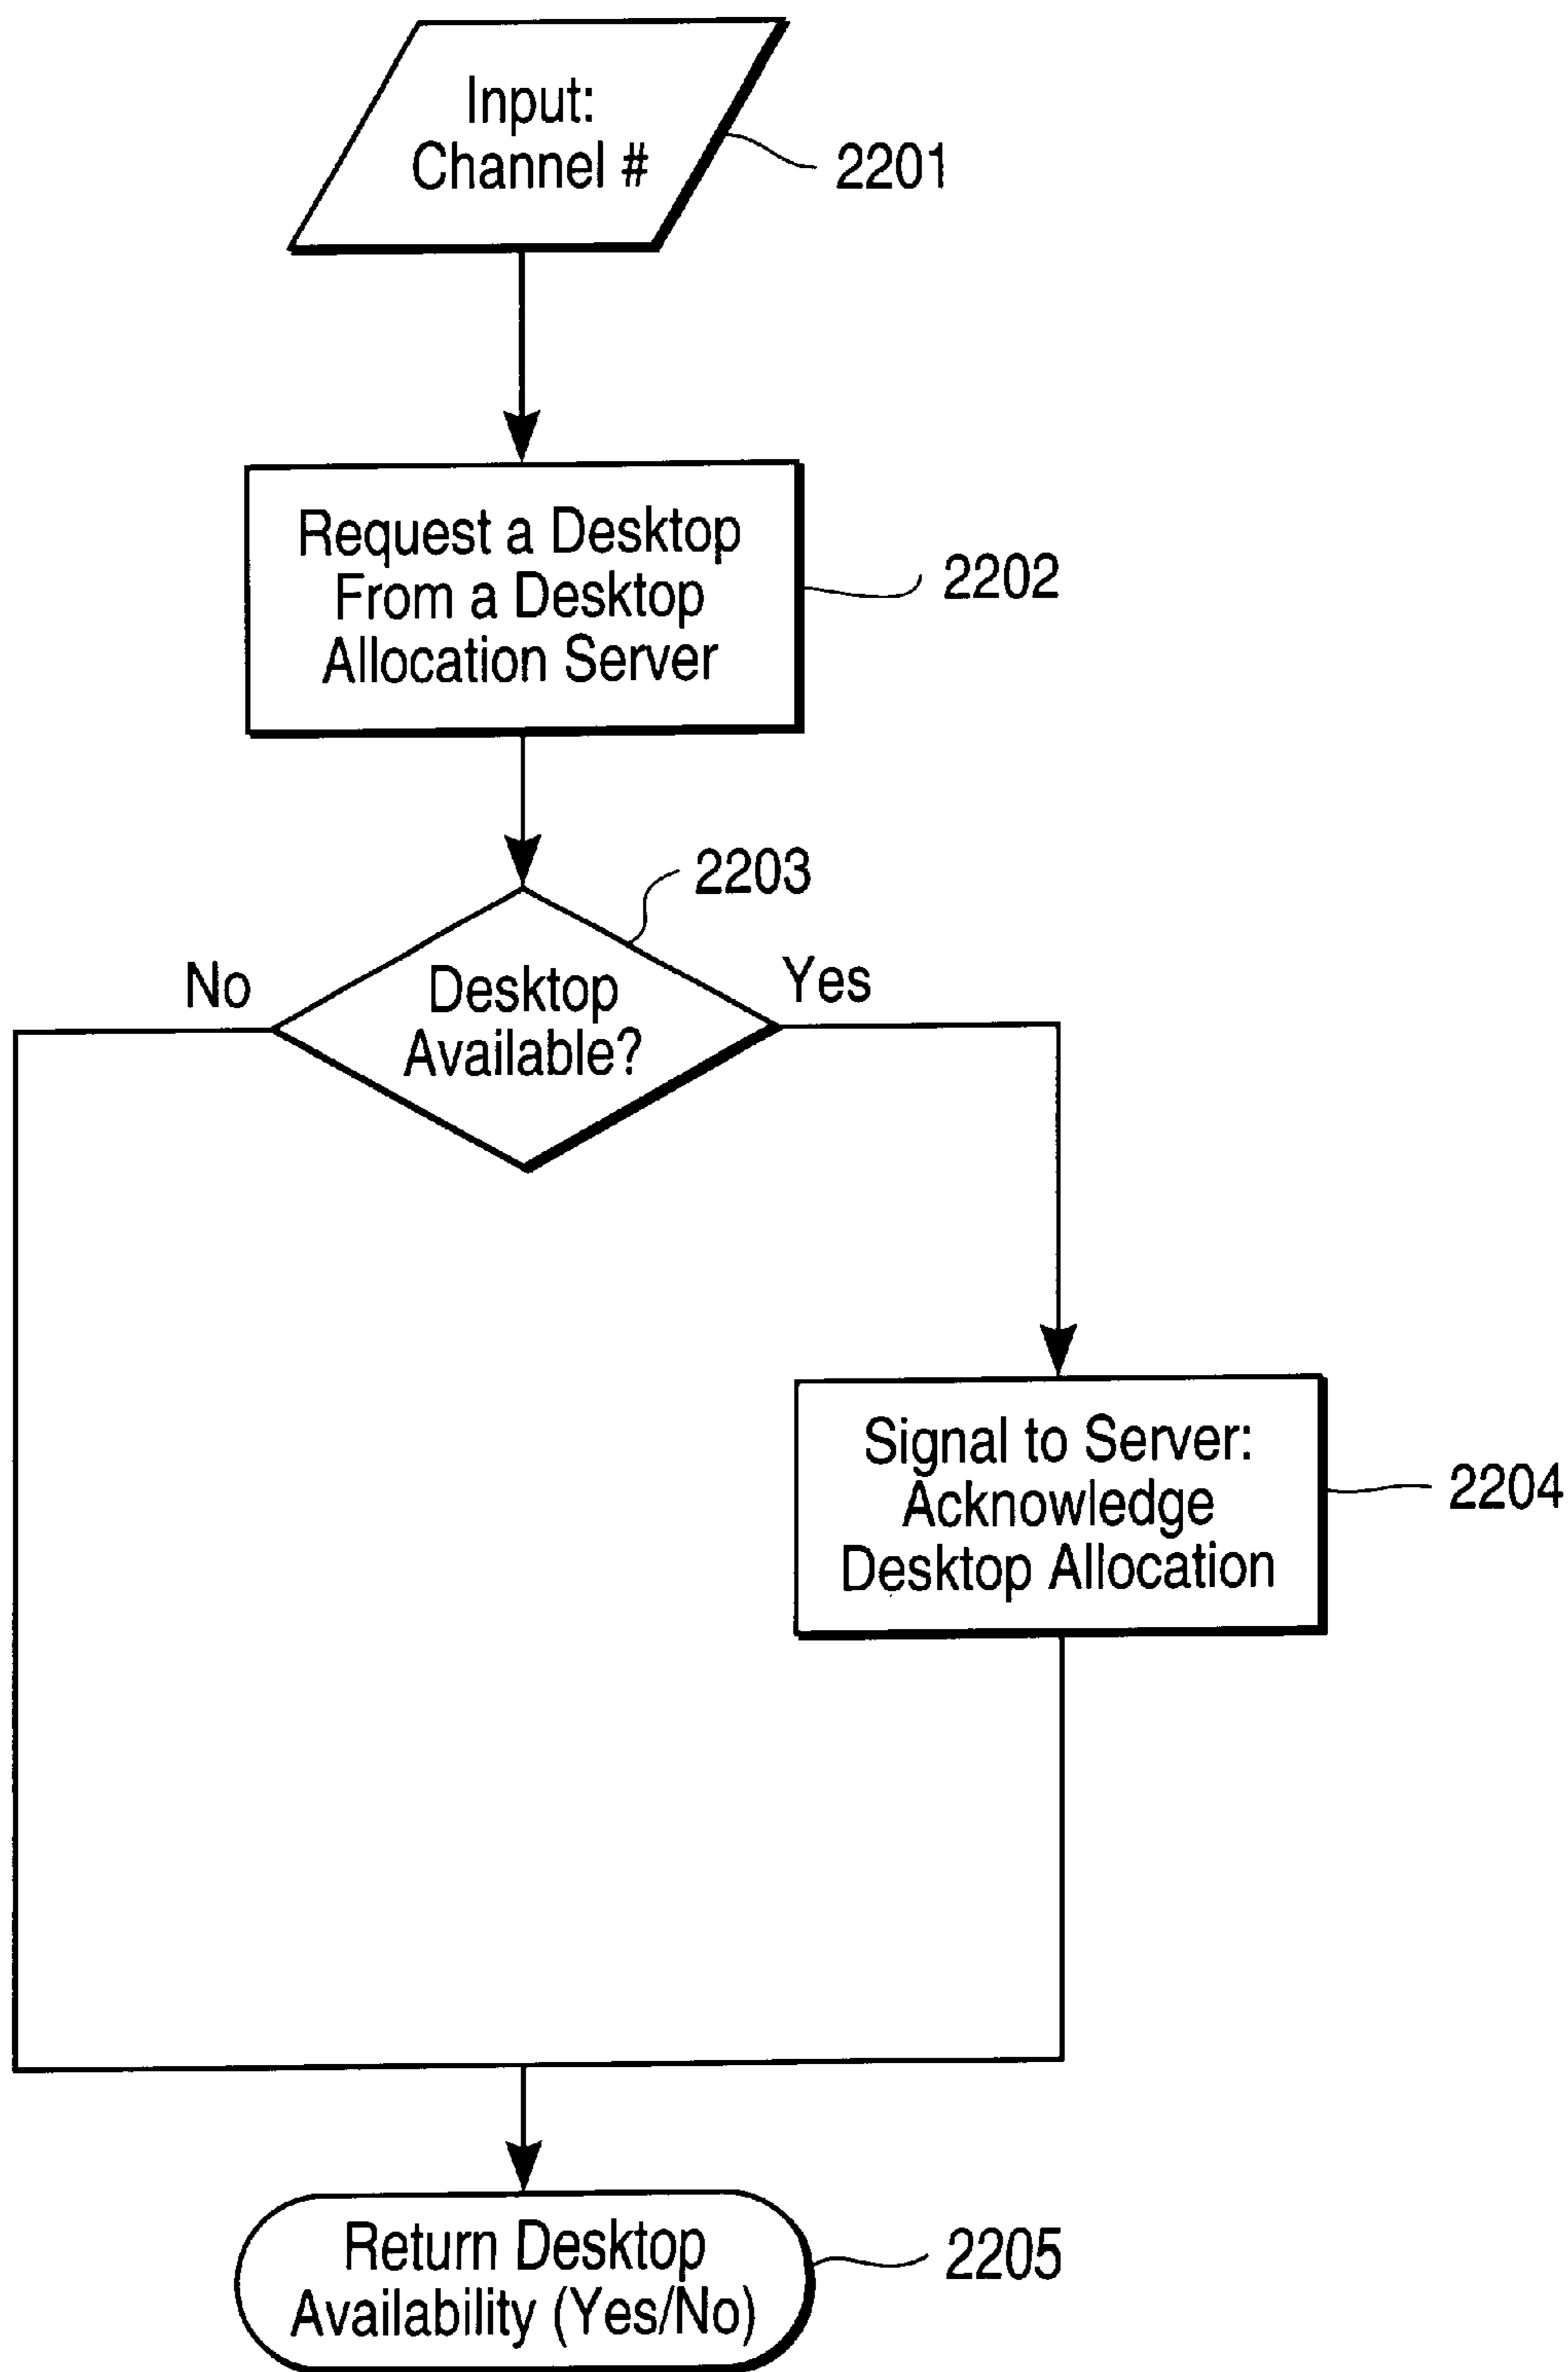 Input:
Channel #
2201
Request a Desktop
From a Desktop
Allocation Server
2202
2203
No
Desktop
Available?
Yes
Signal to Server:
Acknowledge
Desktop Allocation
2204
Return Desktop
Availability (Yes/No)
2205